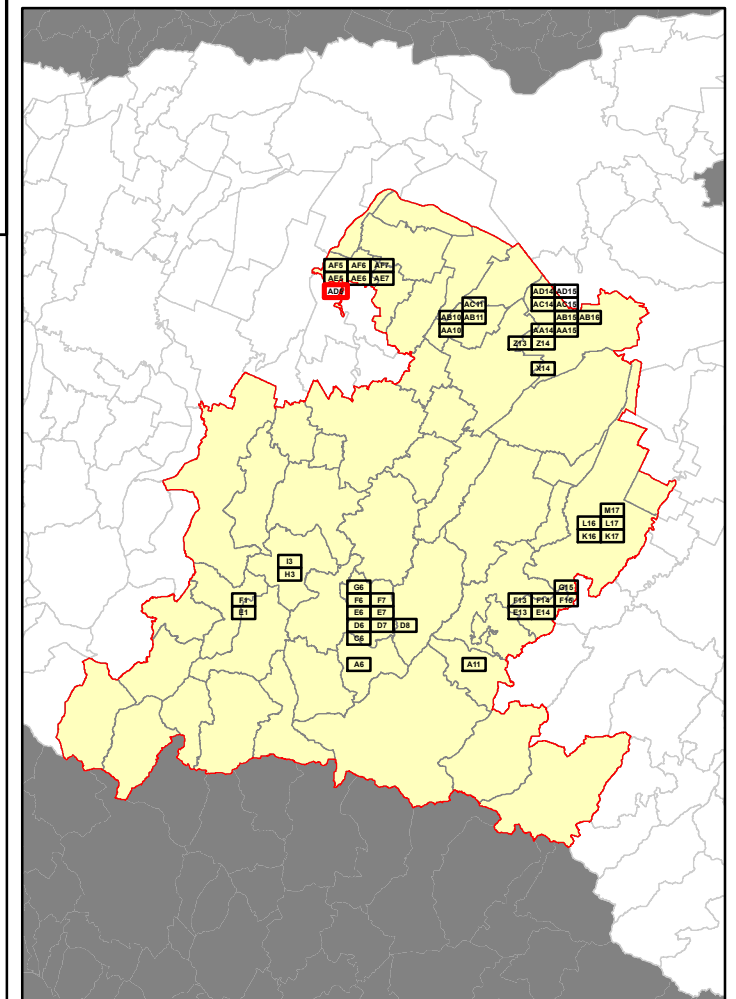 AF5 AF6 AF7
AE5 AE6 AE7
AD5
AD14 AD15
AC11 AC14 AC15
AB10 AB11 AB15 AB16
AA10 AA14 AA15
Z13 Z14
X14
M17
L16 L17
K16 K17
I3
H3
G6 G15
F1 F6 F7 F13 F14 F15
E1 E6 E7 E13 E14
D6 D7 D8
C6
A6 A11